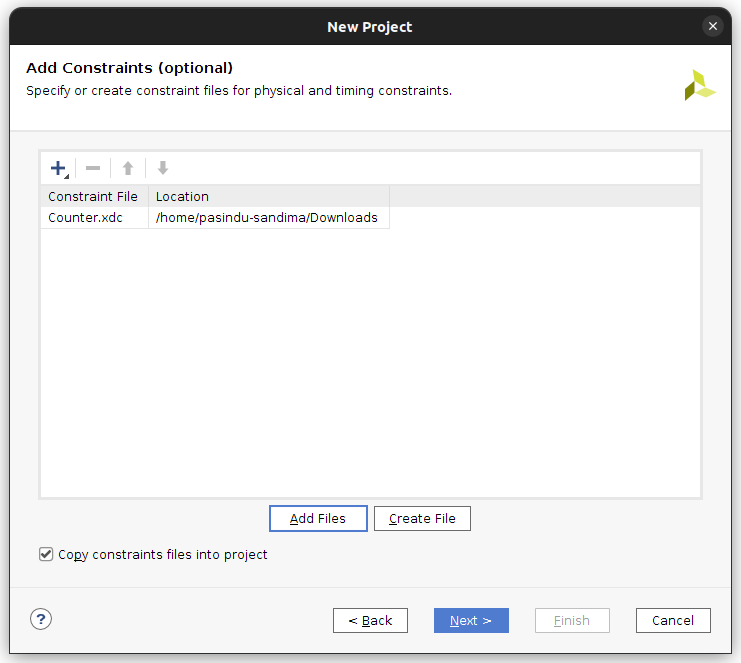 New Project
Add Constraints (optional)
Specify or create constraint files for physical and timing constraints.
Constraint File Location
Counter.xdc /home/pasindu-sandima/Downloads
Add Files Create File
Copy constraints files into project
? < Back Next > Finish Cancel